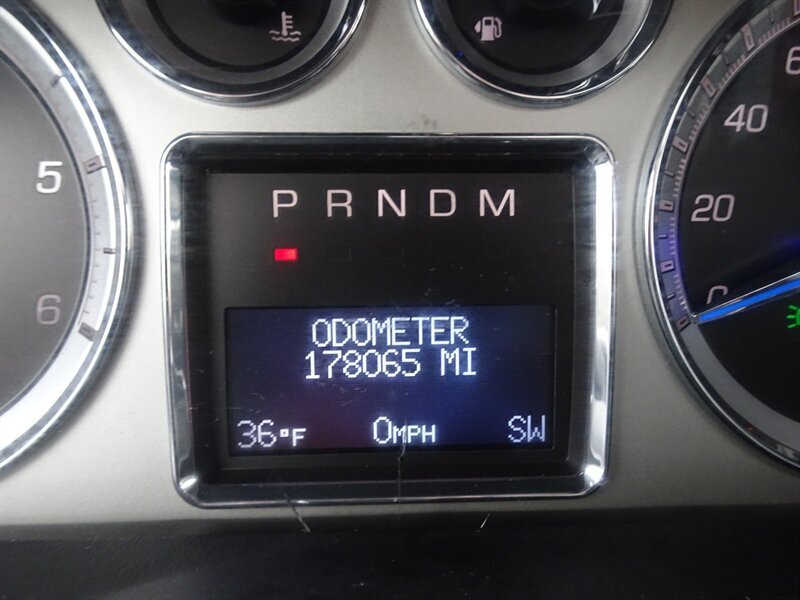 5
6
P R N D M
ODOMETER
178065 MI
36°F 0MPH SW
40
20